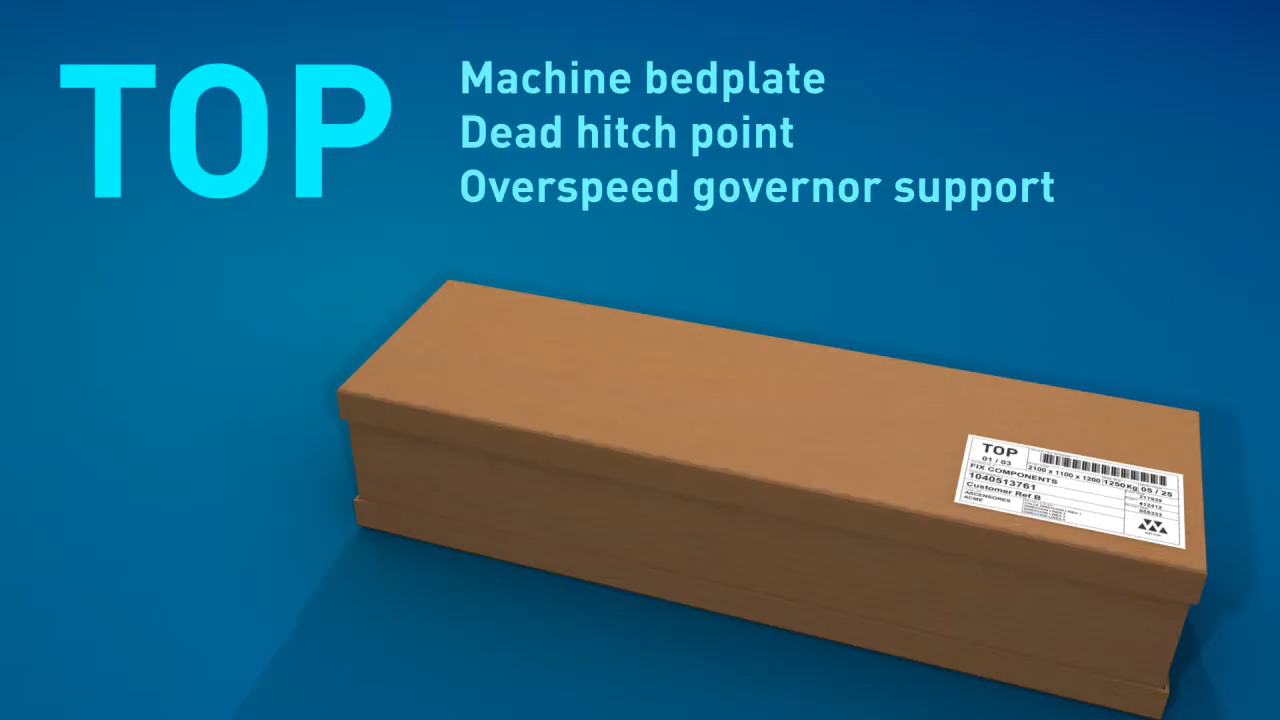 TOP
Machine bedplate
Dead hitch point
Overspeed governor support
TOP
01 / 03
2100 x 1100 x 1200
1250Kg
05 / 25
FIX COMPONENTS
1040513761
Customer Ref B
ASCENSORES
ACME